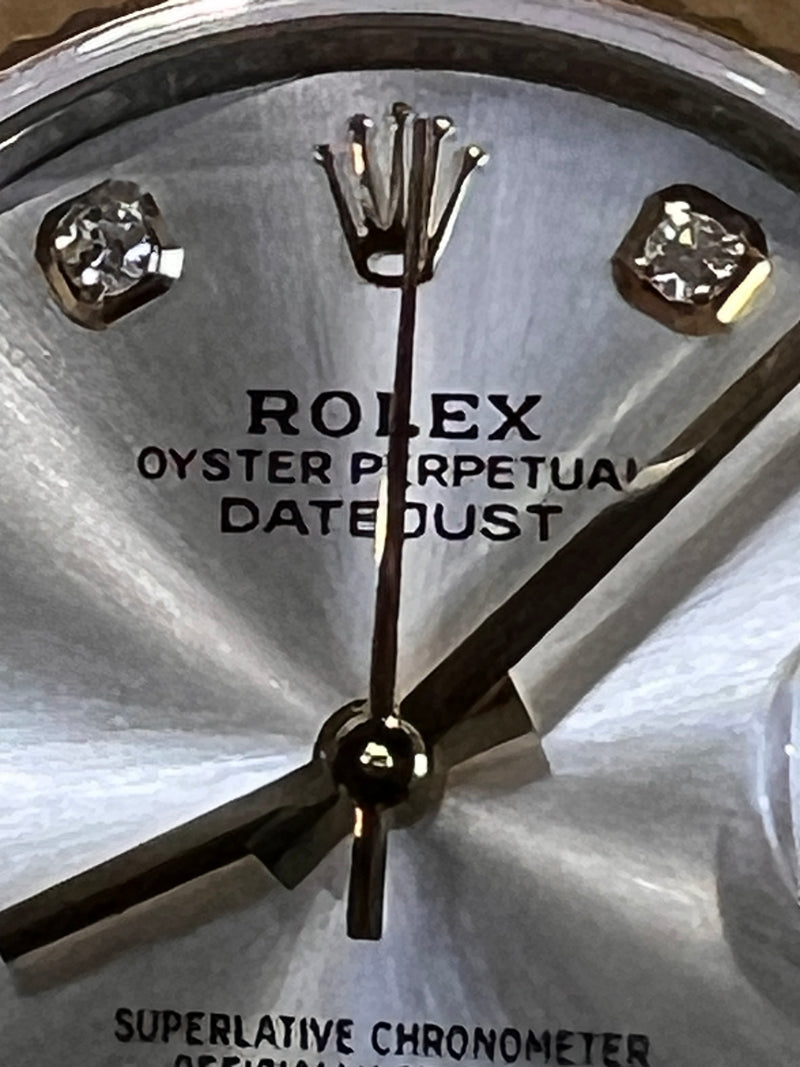 ROLEX
OYSTER PERPETUAL
DATEJUST
SUPERLATIVE CHRONOMETER